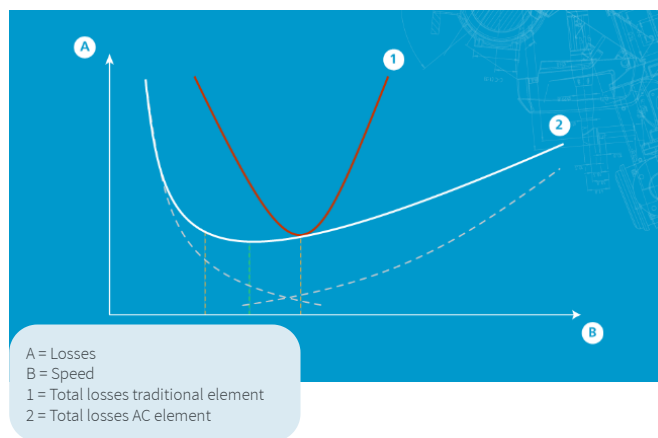 A
1
2
B
A = Losses
B = Speed
1 = Total losses traditional element
2 = Total losses AC element